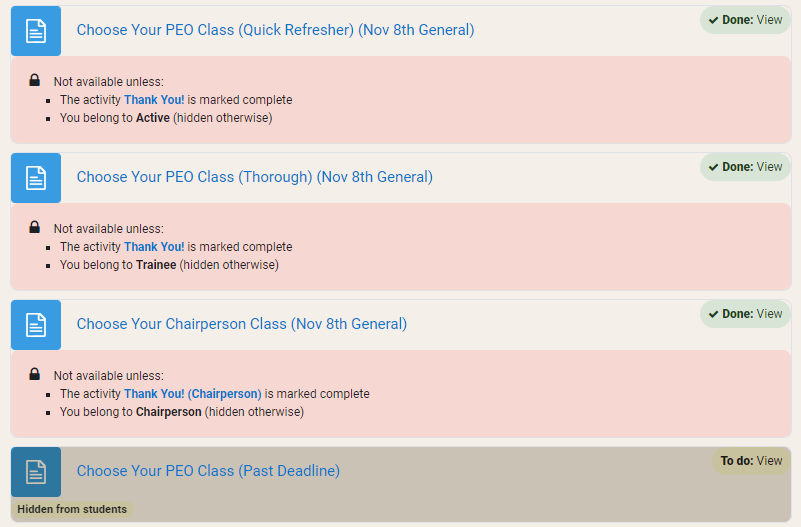 Choose Your PEO Class (Quick Refresher) (Nov 8th General)
Done: View
Not available unless:
The activity Thank You! is marked complete
You belong to Active (hidden otherwise)
Choose Your PEO Class (Thorough) (Nov 8th General)
Done: View
Not available unless:
The activity Thank You! is marked complete
You belong to Trainee (hidden otherwise)
Choose Your Chairperson Class (Nov 8th General)
Done: View
Not available unless:
The activity Thank You! (Chairperson) is marked complete
You belong to Chairperson (hidden otherwise)
Choose Your PEO Class (Past Deadline)
To do: View
Hidden from students